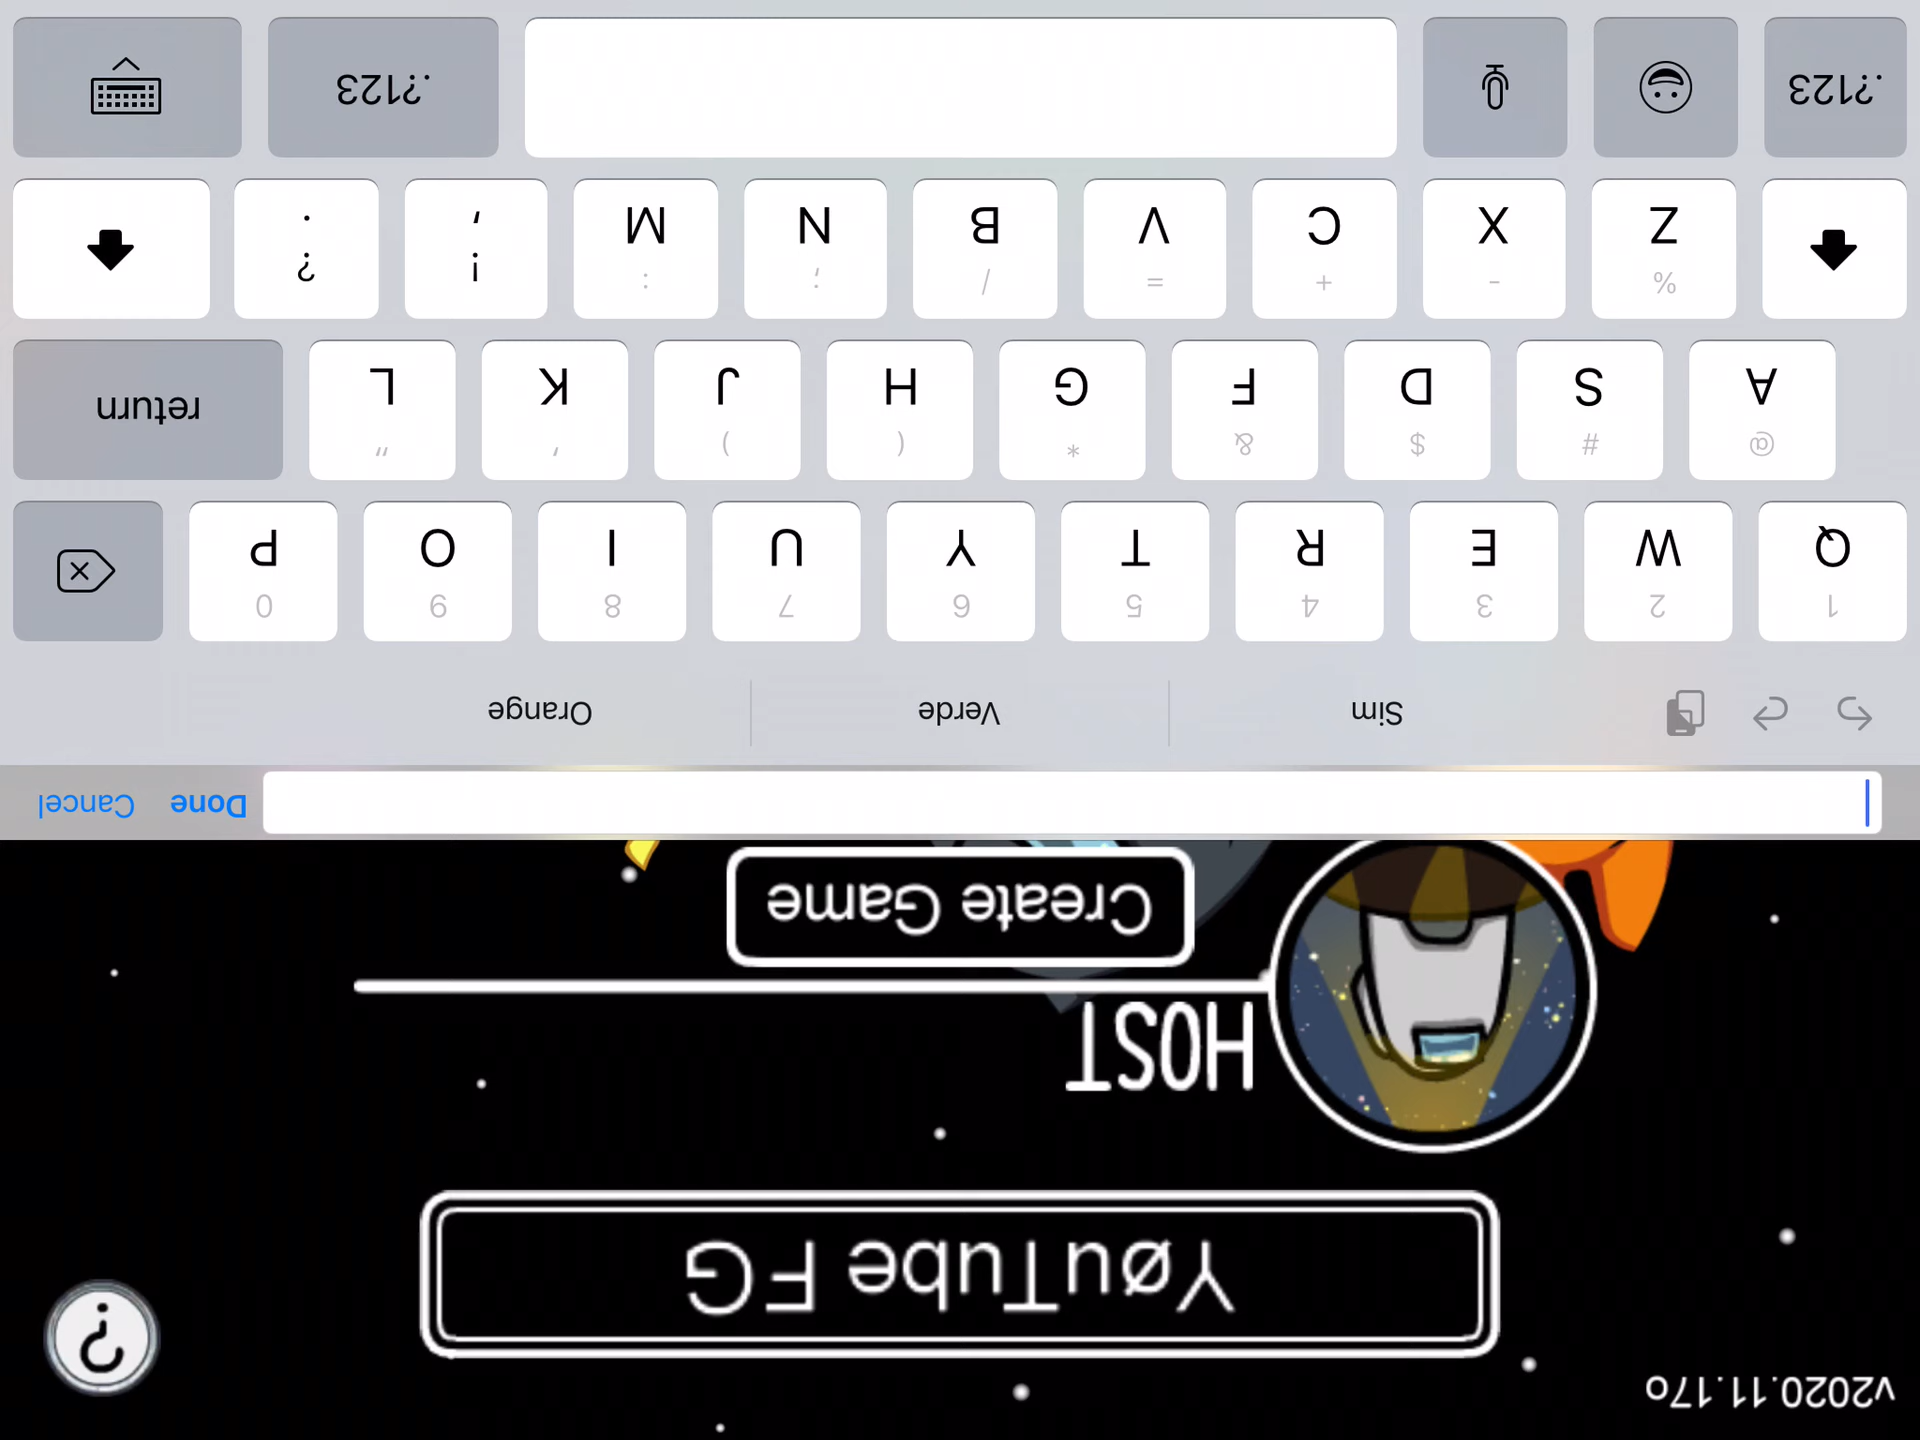 v2020.11.17o
YøuTube FG
?
HOST
Create Game
Done Cancel
Sim Verde Orange
1 2 3 4 5 6 7 8 9 0
Q W E R T Y U I O P
@ # $ & * ( ) ' "
A S D F G H J K L return
% - + = / ; : ! ?
Z X C V B N M , .
.?123 .?123